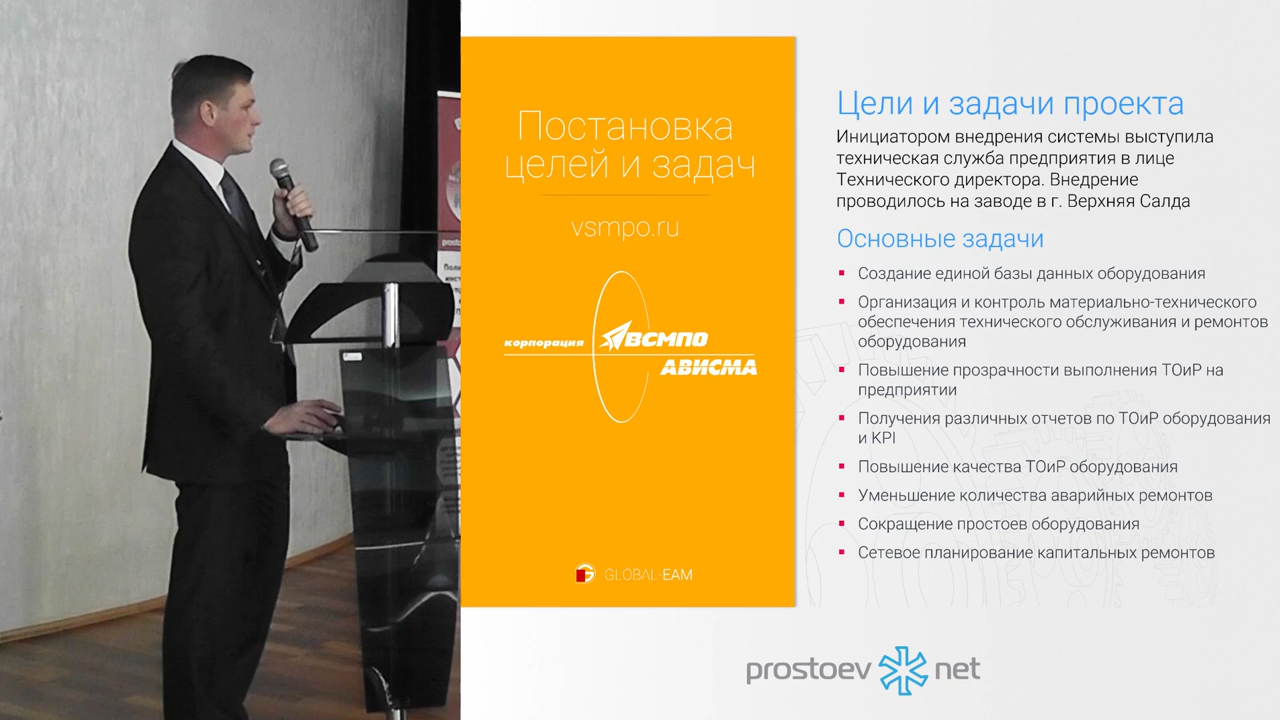 Постановка
целей и задач
vsmpo.ru
корпорация
ВСМПО
АВИСМА
GLOBAL-EAM
Цели и задачи проекта
Инициатором внедрения системы выступила
техническая служба предприятия в лице
Технического директора. Внедрение
проводилось на заводе в г. Верхняя Салда
Основные задачи
Создание единой базы данных оборудования
Организация и контроль материально-технического
обеспечения технического обслуживания и ремонтов
оборудования
Повышение прозрачности выполнения ТОиР на
предприятии
Получения различных отчетов по ТОиР оборудования
и KPI
Повышение качества ТОиР оборудования
Уменьшение количества аварийных ремонтов
Сокращение простоев оборудования
Сетевое планирование капитальных ремонтов
prostoev net